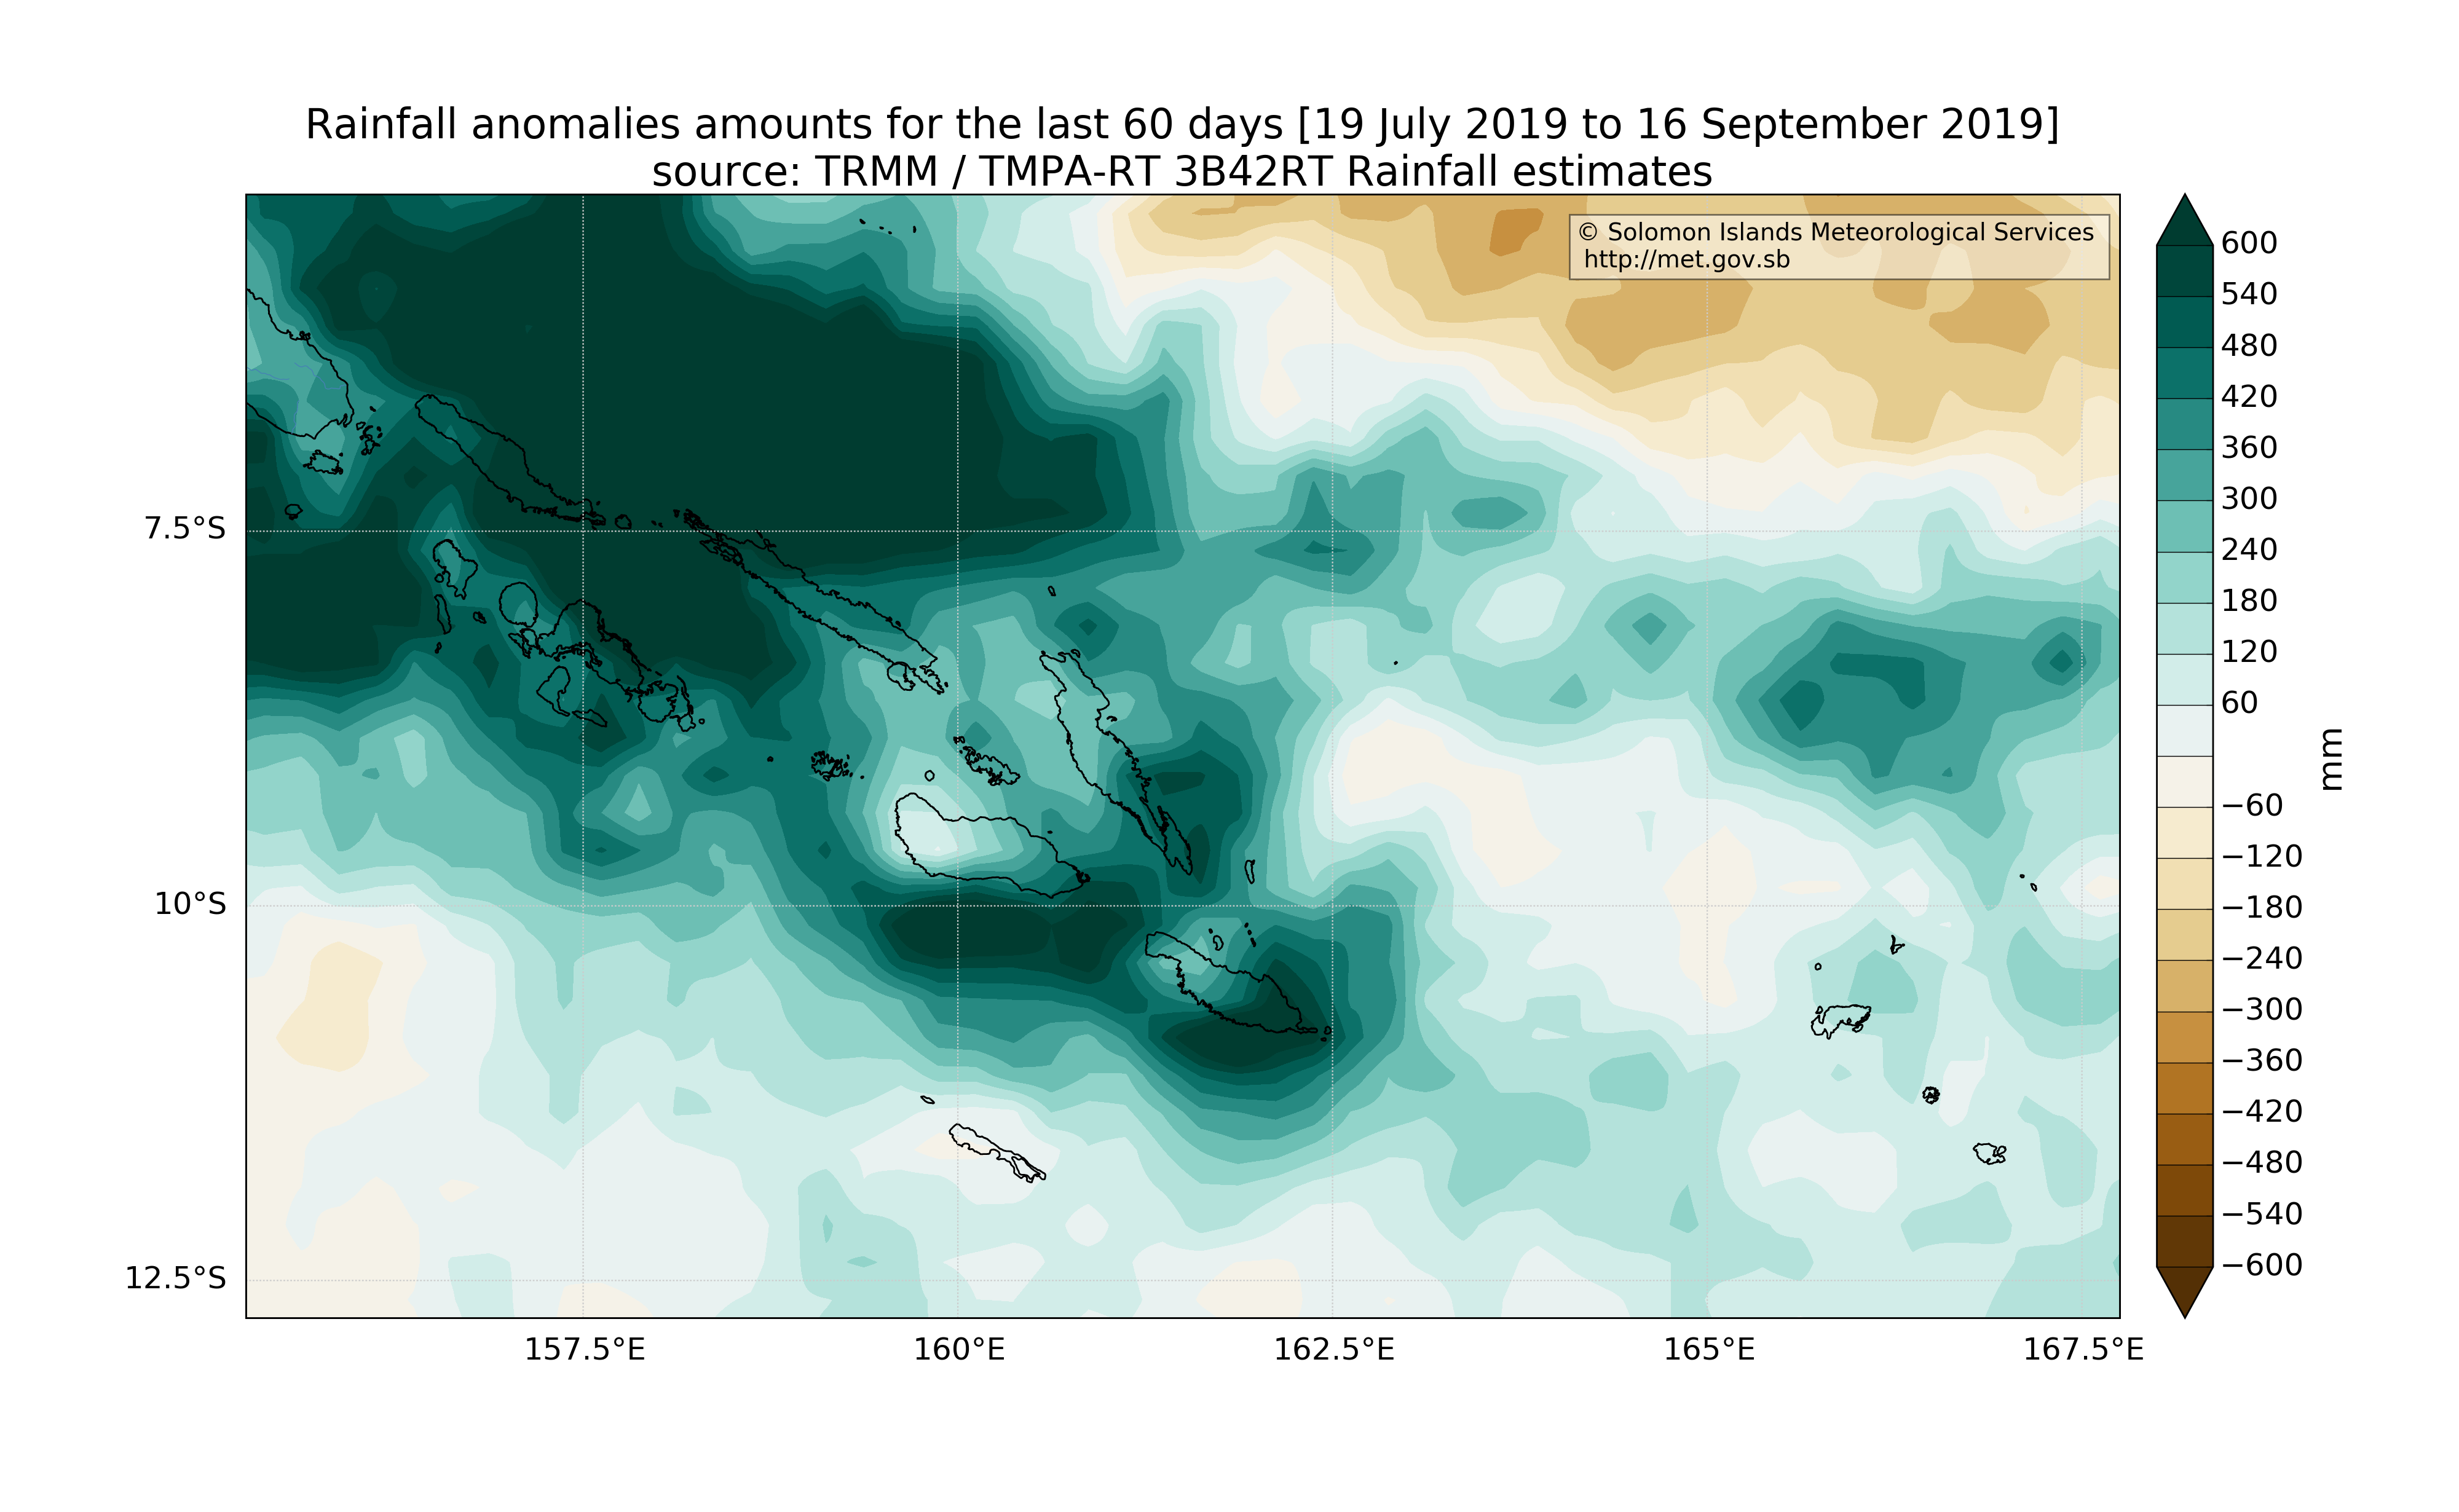 Rainfall anomalies amounts for the last 60 days [19 July 2019 to 16 September 2019]
source: TRMM / TMPA-RT 3B42RT Rainfall estimates
© Solomon Islands Meteorological Services
http://met.gov.sb
7.5°S
10°S
12.5°S
157.5°E
160°E
162.5°E
165°E
167.5°E
600
540
480
420
360
300
240
180
120
60
−60
−120
−180
−240
−300
−360
−420
−480
−540
−600
mm